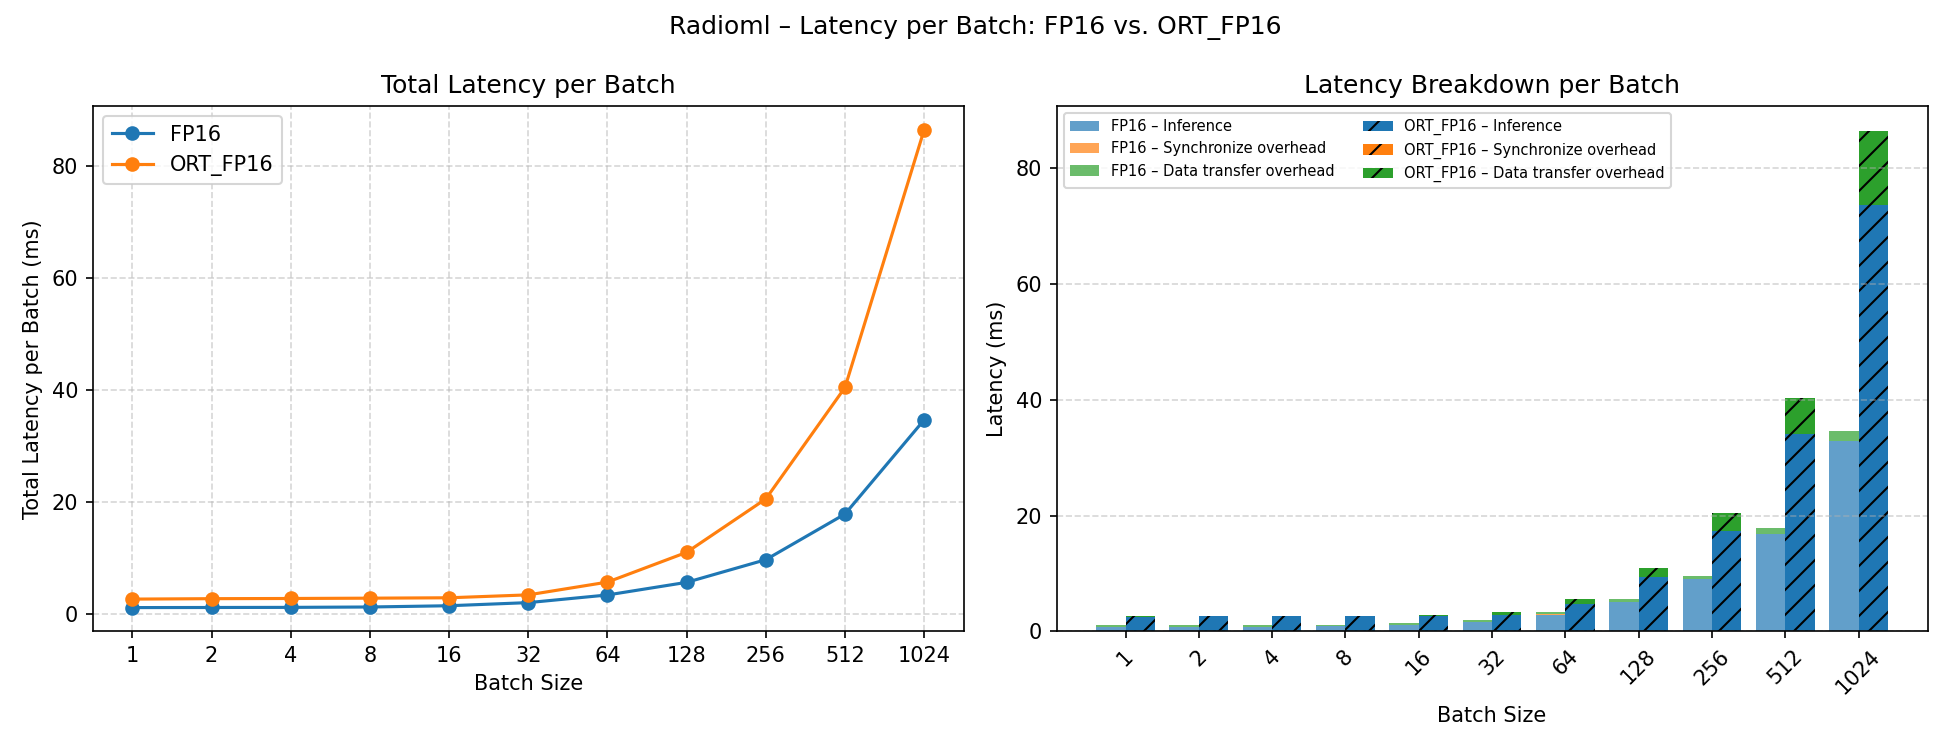 Radioml – Latency per Batch: FP16 vs. ORT_FP16
Total Latency per Batch
FP16
ORT_FP16
Total Latency per Batch (ms)
80
60
40
20
0
1 2 4 8 16 32 64 128 256 512 1024
Batch Size
Latency Breakdown per Batch
FP16 – Inference
FP16 – Synchronize overhead
FP16 – Data transfer overhead
ORT_FP16 – Inference
ORT_FP16 – Synchronize overhead
ORT_FP16 – Data transfer overhead
Latency (ms)
80
60
40
20
0
1 2 4 8 16 32 64 128 256 512 1024
Batch Size